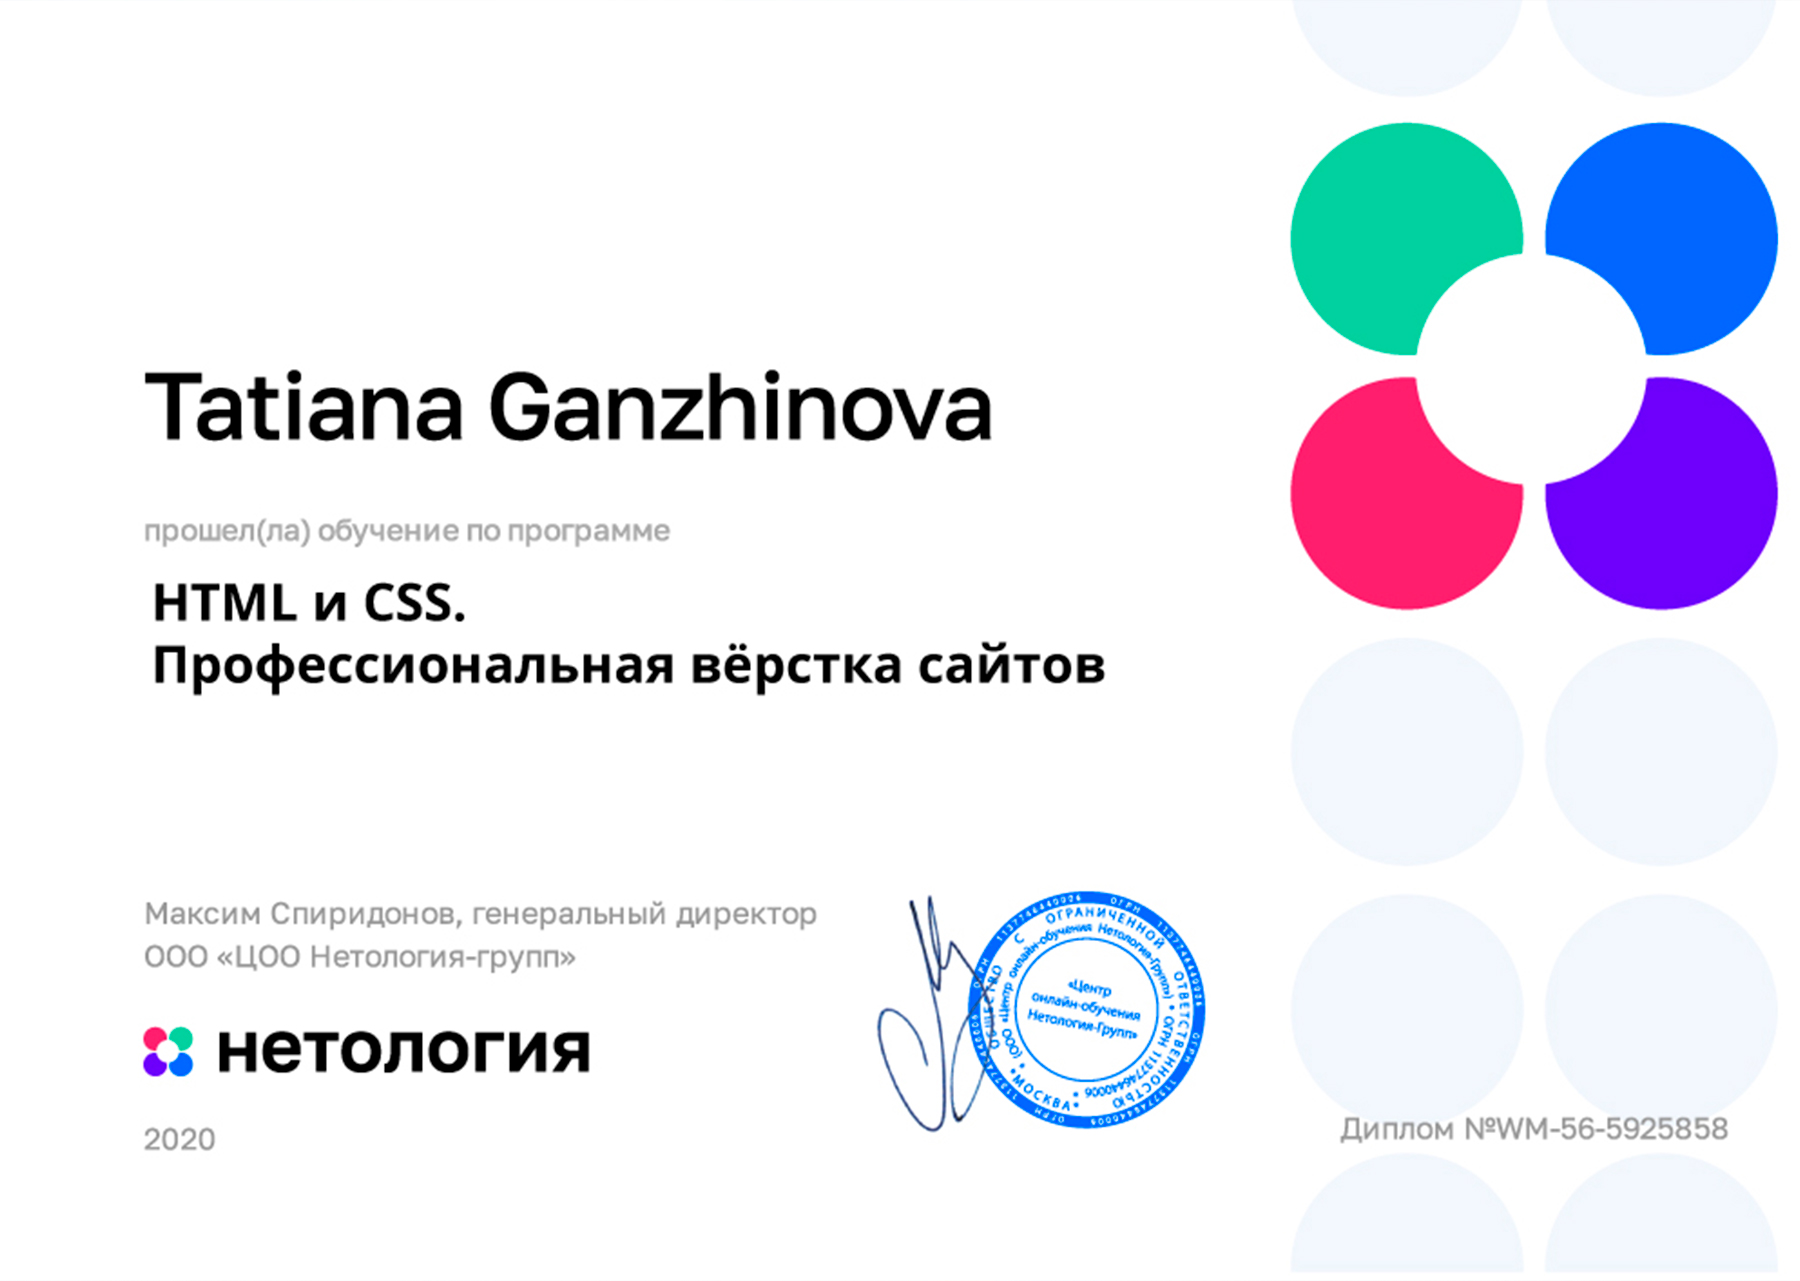 Tatiana Ganzhinova
прошел(ла) обучение по программе
HTML и CSS.
Профессиональная вёрстка сайтов
Максим Спиридонов, генеральный директор
ООО «ЦОО Нетология-групп»
нетология
2020
ОБЩЕСТВО С ОГРАНИЧЕННОЙ ОТВЕТСТВЕННОСТЬЮ
•МОСКВА•
(ООО «Центр онлайн-обучения Нетология-Групп») • ОГРН 1137746440006 •
«Центр
онлайн-обучения
Нетология-Групп»
Диплом №WM-56-5925858